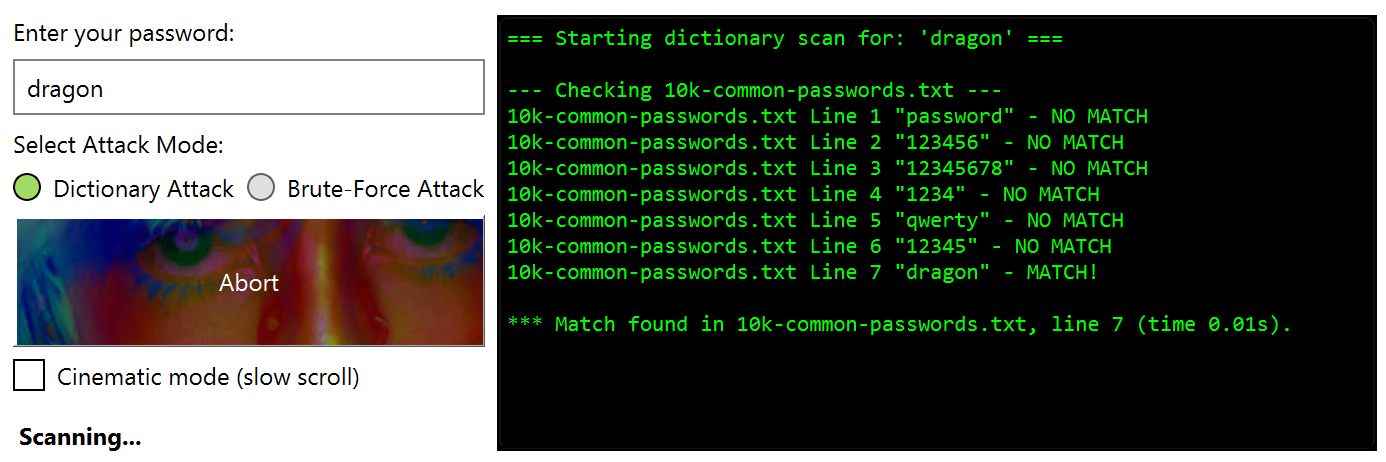 Enter your password:
dragon
Select Attack Mode:
Dictionary Attack Brute-Force Attack
Abort
Cinematic mode (slow scroll)
Scanning...
=== Starting dictionary scan for: 'dragon' ===
--- Checking 10k-common-passwords.txt ---
10k-common-passwords.txt Line 1 "password" - NO MATCH
10k-common-passwords.txt Line 2 "123456" - NO MATCH
10k-common-passwords.txt Line 3 "12345678" - NO MATCH
10k-common-passwords.txt Line 4 "1234" - NO MATCH
10k-common-passwords.txt Line 5 "qwerty" - NO MATCH
10k-common-passwords.txt Line 6 "12345" - NO MATCH
10k-common-passwords.txt Line 7 "dragon" - MATCH!
*** Match found in 10k-common-passwords.txt, line 7 (time 0.01s).